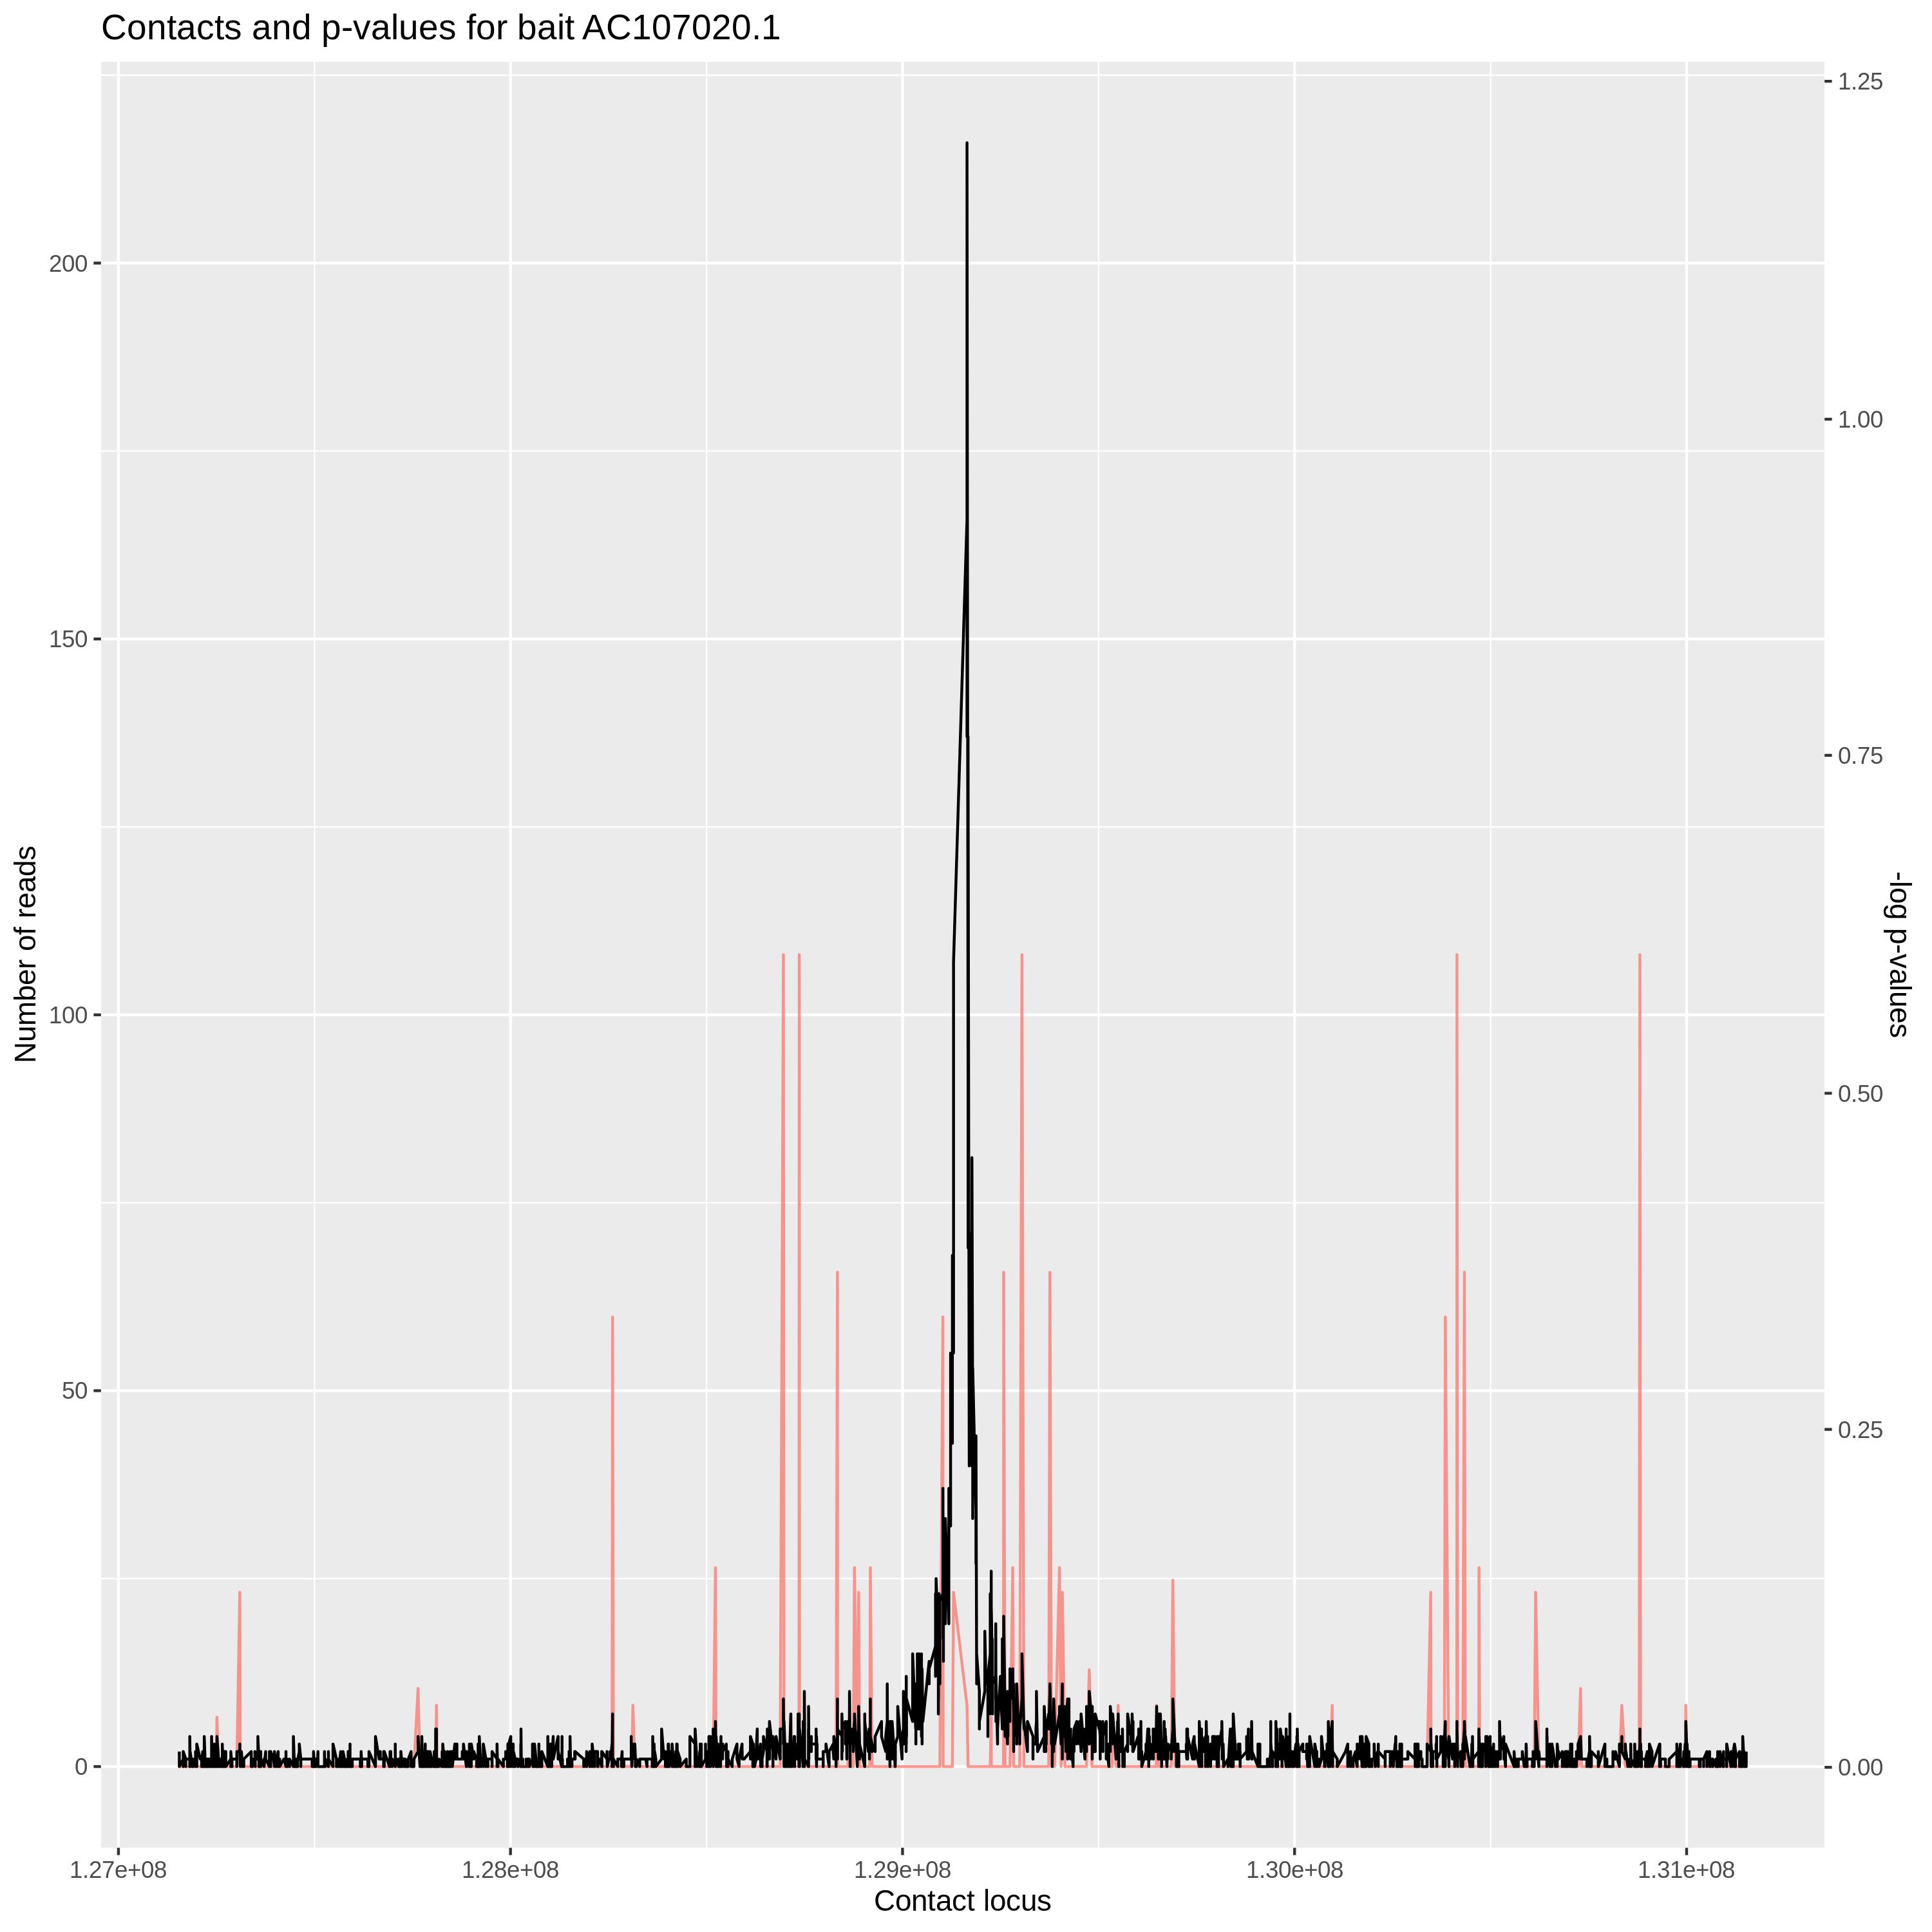 Contacts and p-values for bait AC107020.1
Number of reads
200
150
100
50
0
1.25
1.00
0.75
0.50
0.25
0.00
-log p-values
1.27e+08 1.28e+08 1.29e+08 1.30e+08 1.31e+08
Contact locus